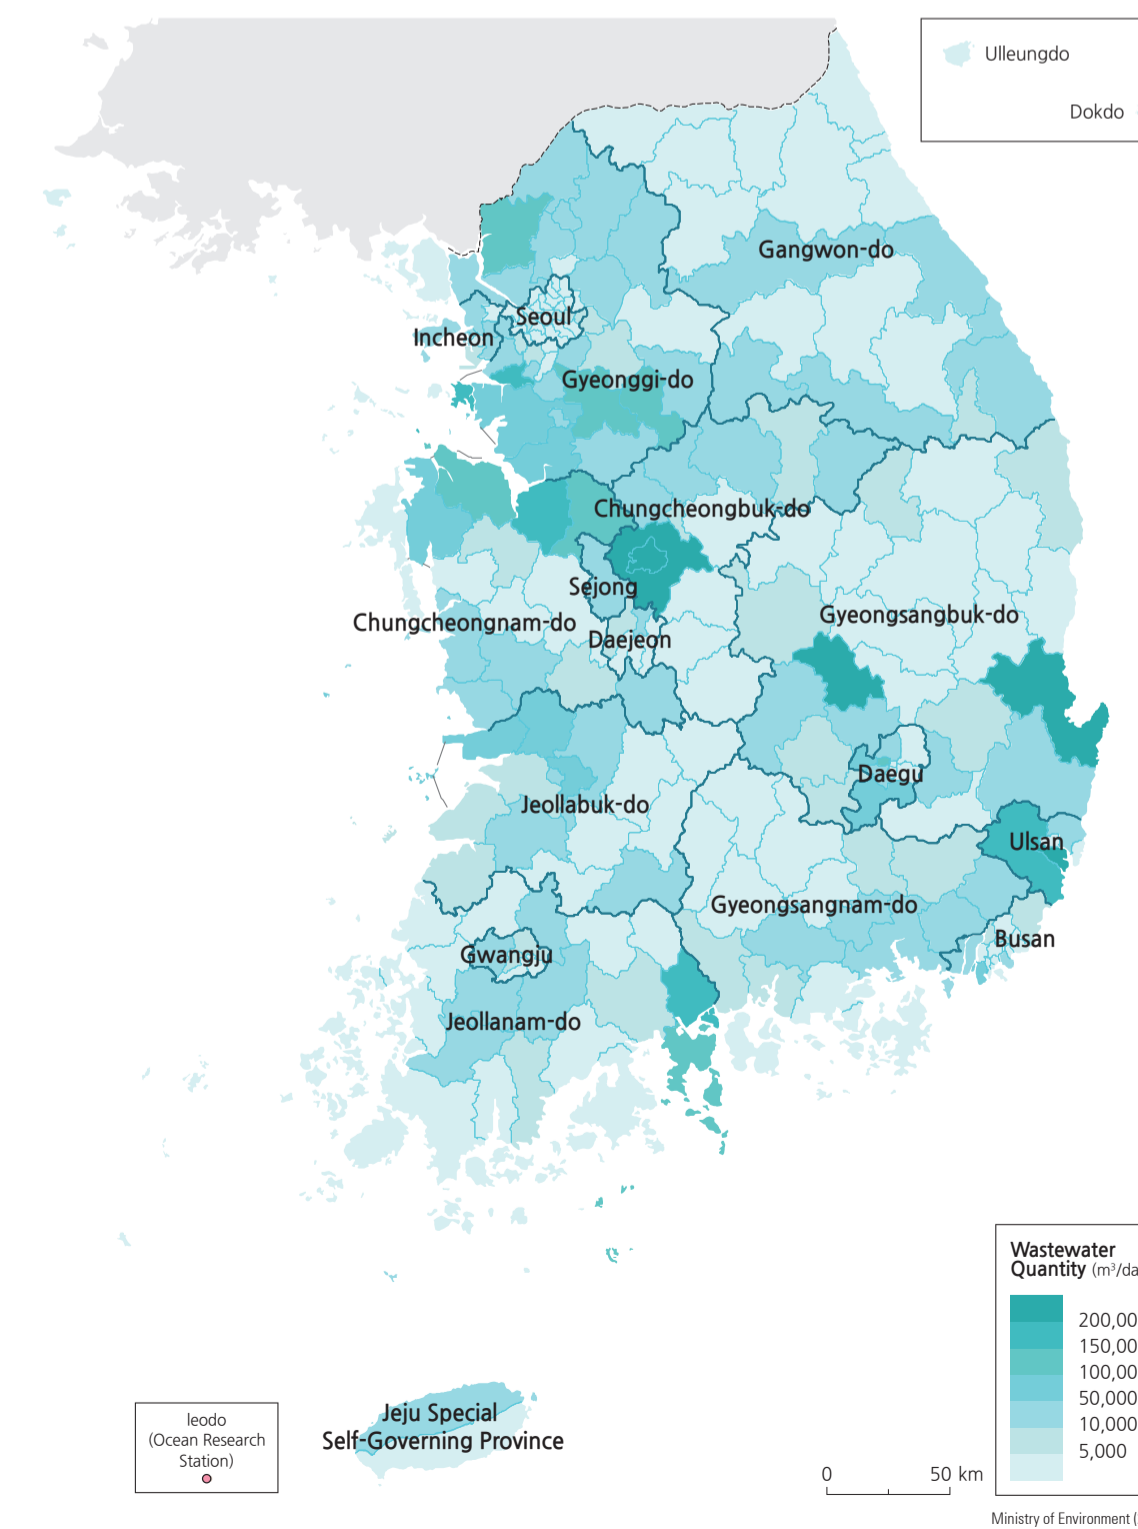 Ulleungdo
Dokdo
Gangwon-do
Seoul
Incheon
Gyeonggi-do
Chungcheongbuk-do
Sejong
Gyeongsangbuk-do
Chungcheongnam-do
Daejeon
Daegu
Jeollabuk-do
Ulsan
Gyeongsangnam-do
Busan
Gwangju
Jeollanam-do
Wastewater
Quantity (m³/da
200,00
150,00
100,00
50,000
10,000
5,000
Jeju Special
Self-Governing Province
Ieodo
(Ocean Research
Station)
0 50 km
Ministry of Environment (